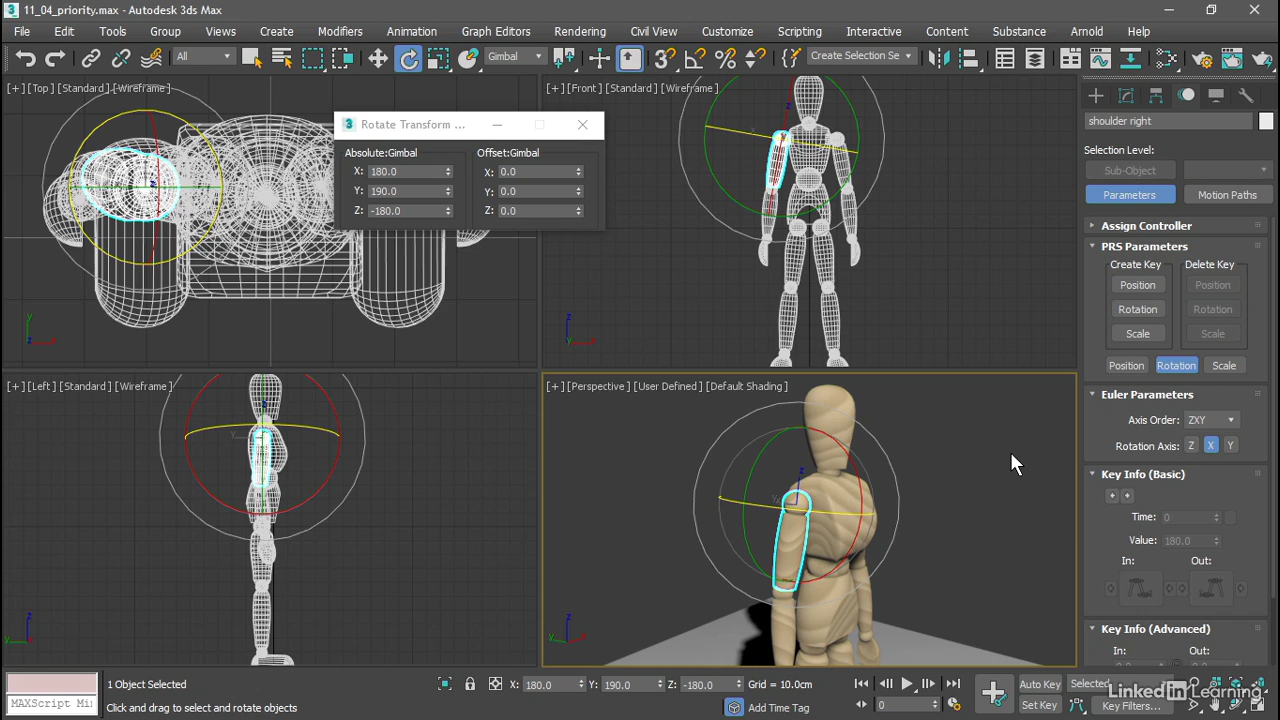 11_04_priority.max - Autodesk 3ds Max
File Edit Tools Group Views Create Modifiers Animation Graph Editors Rendering Civil View Customize Scripting Interactive Content Substance Arnold Help
All Gimbal Create Selection Se
[+] [Top] [Standard] [Wireframe]
[+] [Front] [Standard] [Wireframe]
Rotate Transform ...
Absolute:Gimbal Offset:Gimbal
X: 180.0 X: 0.0
Y: 190.0 Y: 0.0
Z: -180.0 Z: 0.0
shoulder right
Selection Level:
Sub-Object
Parameters Motion Paths
Assign Controller
PRS Parameters
Create Key Delete Key
Position Position
Rotation Rotation
Scale Scale
Position Rotation Scale
[+] [Left] [Standard] [Wireframe]
[+] [Perspective] [User Defined] [Default Shading]
Euler Parameters
Axis Order: ZXY
Rotation Axis: Z X Y
Key Info (Basic)
Time: 0
Value: 180.0
In: Out:
Key Info (Advanced)
In: Out:
1 Object Selected X: 180.0 Y: 190.0 Z: -180.0 Grid = 10.0cm Auto Key Selected
LinkedIn Learning
MAXScript Mi
Click and drag to select and rotate objects Add Time Tag 0 Set Key Key Filters...